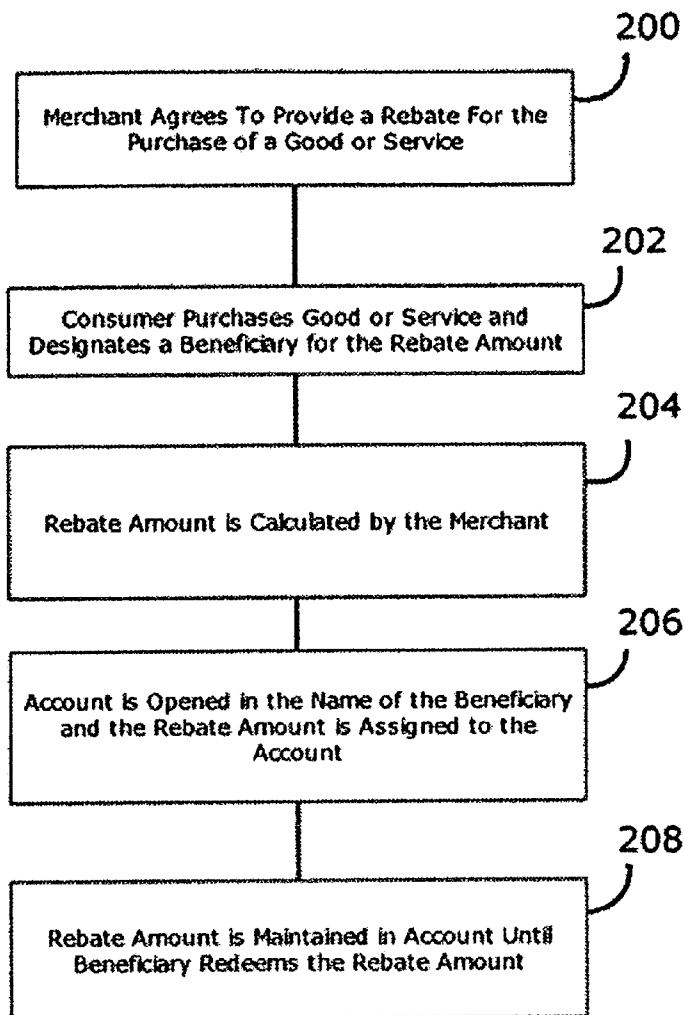 200
Merchant Agrees To Provide a Rebate For the
Purchase of a Good or Service
202
Consumer Purchases Good or Service and
Designates a Beneficiary for the Rebate Amount
204
Rebate Amount is Calculated by the Merchant
206
Account is Opened in the Name of the Beneficiary
and the Rebate Amount is Assigned to the
Account
208
Rebate Amount is Maintained in Account Until
Beneficiary Redeems the Rebate Amount